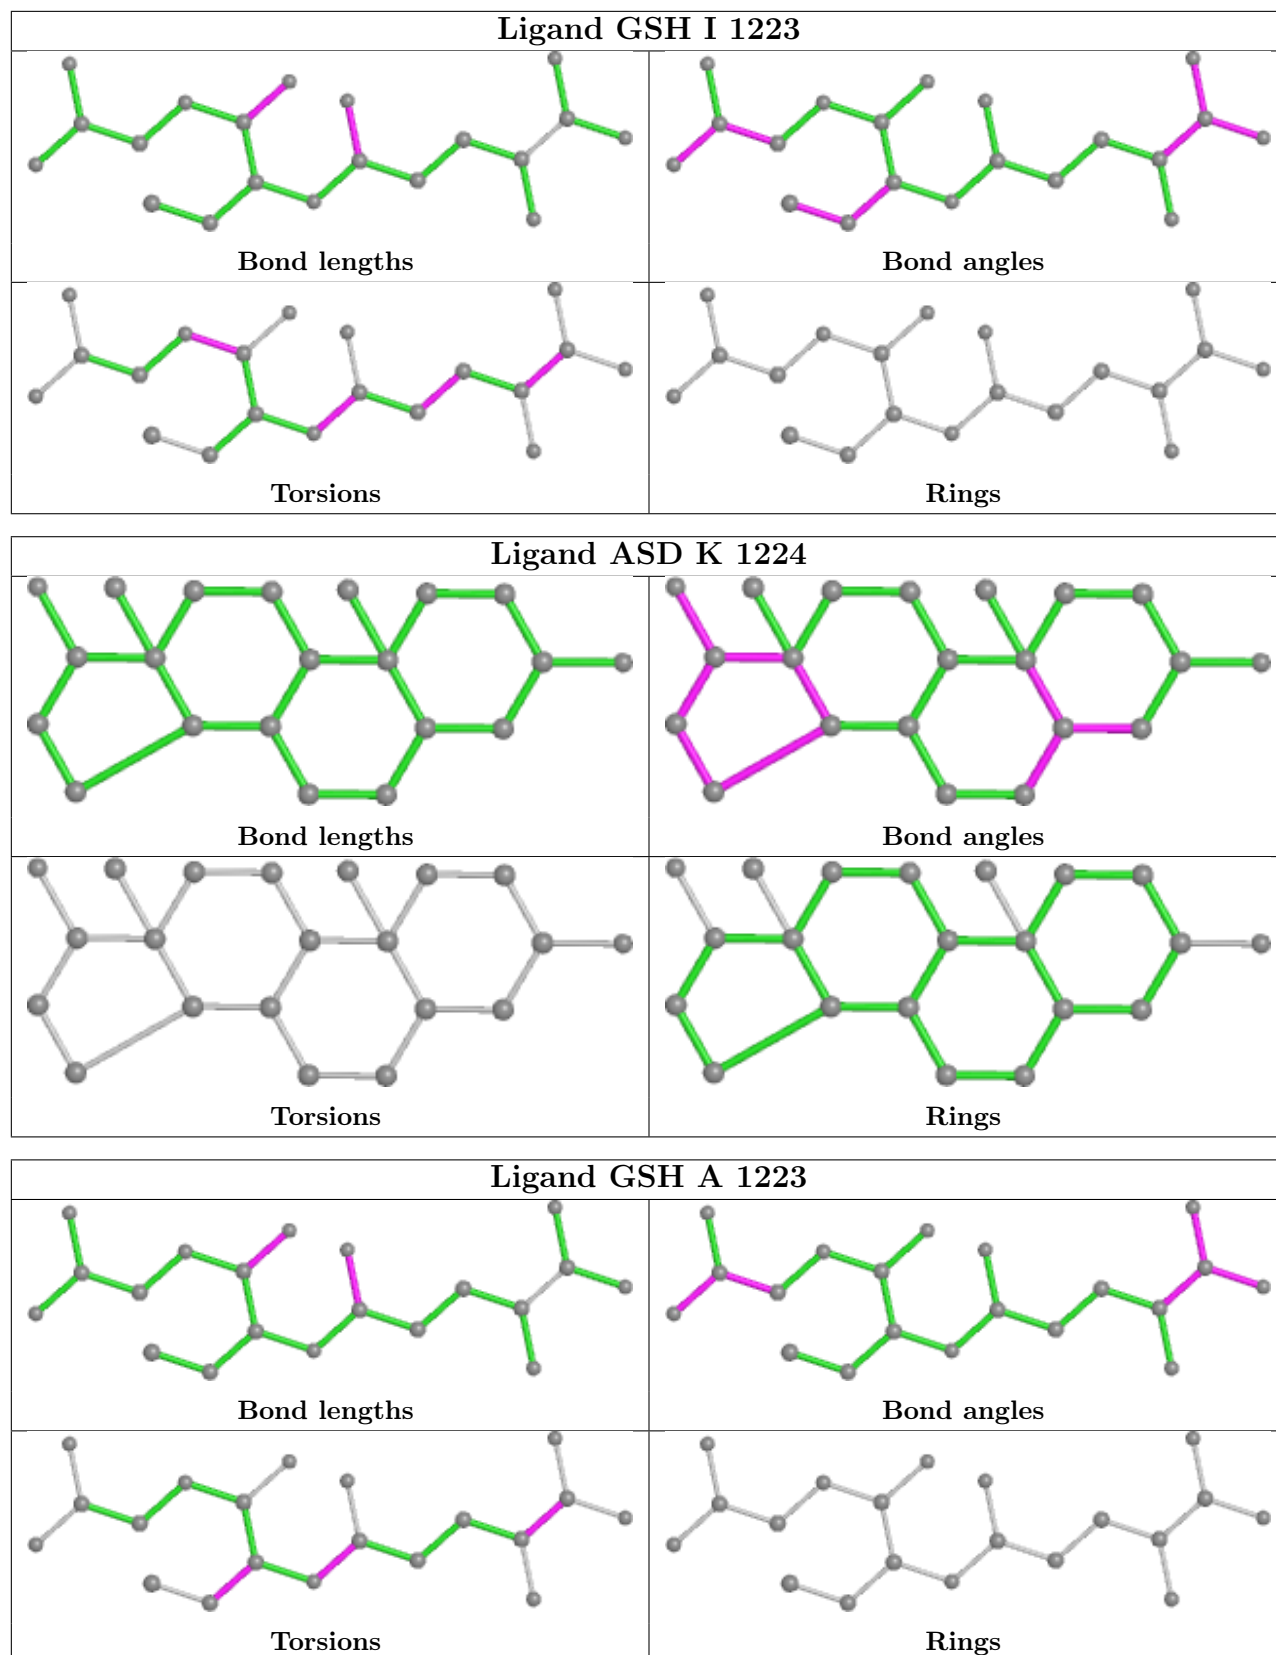 Ligand GSH I 1223
Bond lengths
Bond angles
Torsions
Rings
Ligand ASD K 1224
Bond lengths
Bond angles
Torsions
Rings
Ligand GSH A 1223
Bond lengths
Bond angles
Torsions
Rings